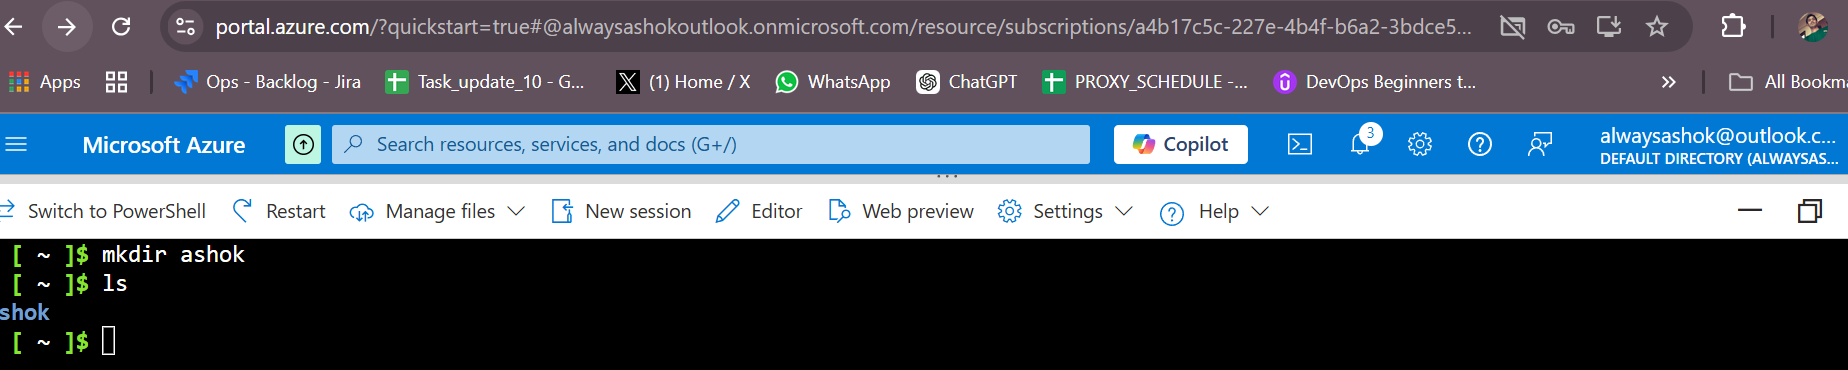 portal.azure.com/?quickstart=true#@alwaysashokoutlook.onmicrosoft.com/resource/subscriptions/a4b17c5c-227e-4b4f-b6a2-3bdce5...
Apps Ops - Backlog - Jira Task_update_10 - G... (1) Home / X WhatsApp ChatGPT PROXY_SCHEDULE -... DevOps Beginners t... » All Bookma
Microsoft Azure Search resources, services, and docs (G+/) Copilot 3 alwaysashok@outlook.c...
DEFAULT DIRECTORY (ALWAYSAS...
Switch to PowerShell Restart Manage files New session Editor Web preview Settings Help
[ ~ ]$ mkdir ashok
[ ~ ]$ ls
shok
[ ~ ]$